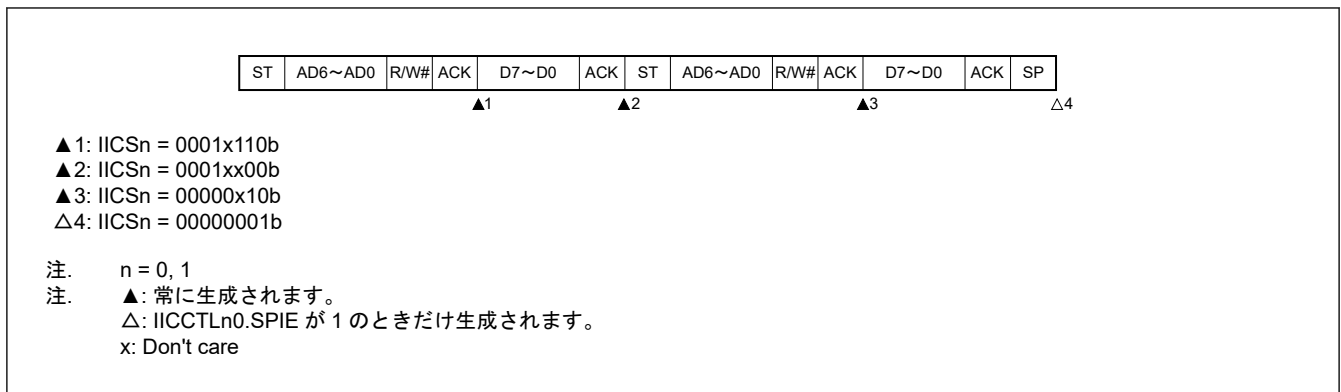 ST AD6～AD0 R/W# ACK D7～D0 ACK ST AD6～AD0 R/W# ACK D7～D0 ACK SP
▲1 ▲2 ▲3 △4
▲1: IICSn = 0001x110b
▲2: IICSn = 0001xx00b
▲3: IICSn = 00000x10b
△4: IICSn = 00000001b
注. n = 0, 1
注. ▲: 常に生成されます。
△: IICCTLn0.SPIE が 1 のときだけ生成されます。
x: Don't care